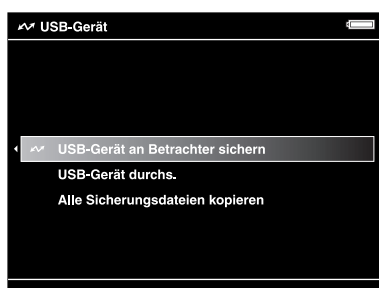 USB-Gerät
USB-Gerät an Betrachter sichern
USB-Gerät durchs.
Alle Sicherungsdateien kopieren